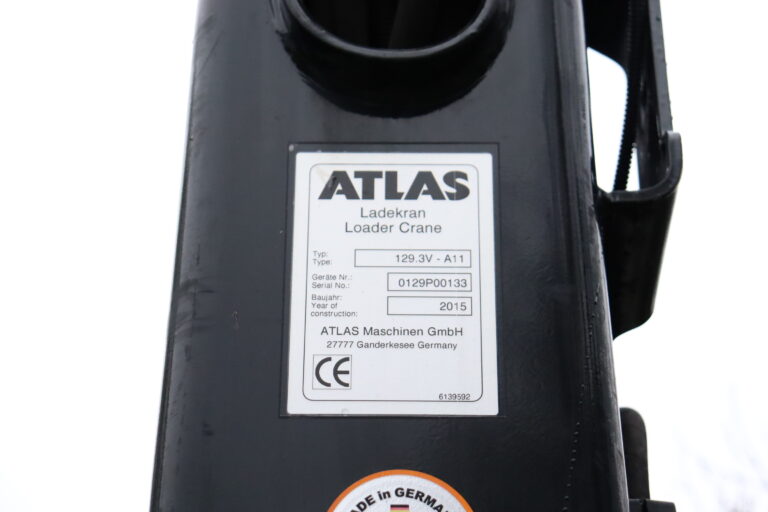 ATLAS
Ladekran
Loader Crane
Typ:
Type:
129.3V - A11
Geräte Nr.:
Serial No.:
0129P00133
Baujahr:
Year of
construction:
2015
ATLAS Maschinen GmbH
27777 Ganderkesee Germany
CE
6139592
in GERMA